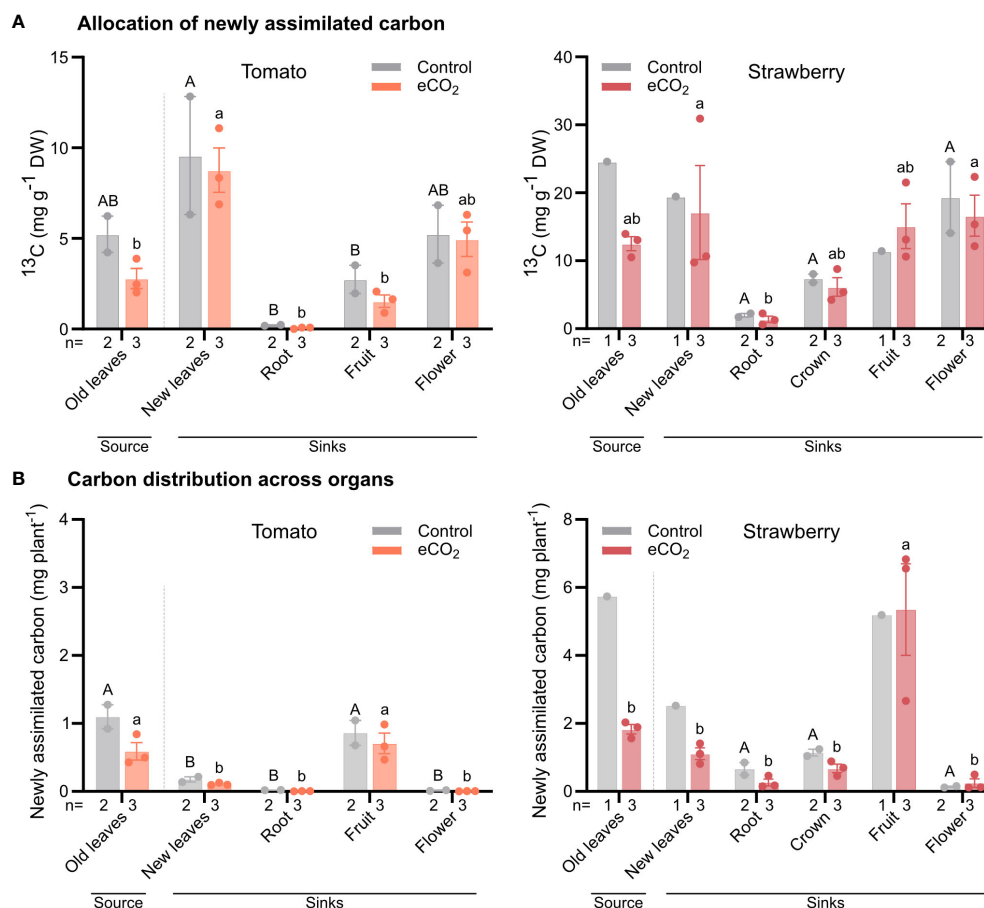 A Allocation of newly assimilated carbon
Tomato
Control
eCO₂
¹³C (mg g⁻¹ DW)
15
10
5
0
AB b A a B b B b AB ab
n= 2 3 2 3 2 3 2 3 2 3
Old leaves New leaves Root Fruit Flower
Source Sinks
Strawberry
Control
eCO₂
¹³C (mg g⁻¹ DW)
40
30
20
10
0
ab a A b A ab ab A a
1 3 1 3 2 3 2 3 1 3 2 3
Old leaves New leaves Root Crown Fruit Flower
Source Sinks
B Carbon distribution across organs
Tomato
Control
eCO₂
Newly assimilated carbon (mg plant⁻¹)
4
3
2
1
0
A a B b B b A a B b
n= 2 3 2 3 2 3 2 3 2 3
Old leaves New leaves Root Fruit Flower
Source Sinks
Strawberry
Control
eCO₂
Newly assimilated carbon (mg plant⁻¹)
8
6
4
2
0
b b A b A b a A b
n= 1 3 1 3 2 3 2 3 1 3 2 3
Old leaves New leaves Root Crown Fruit Flower
Source Sinks